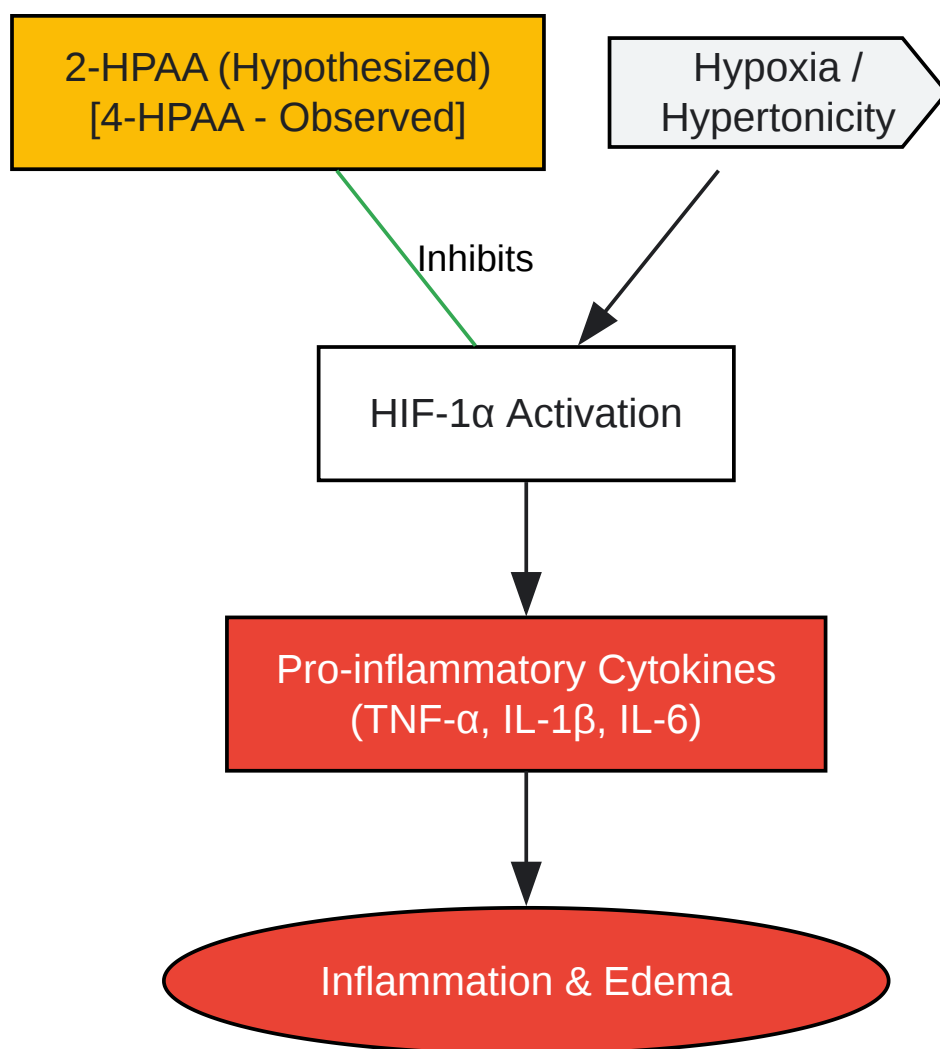 2-HPAA (Hypothesized)
[4-HPAA - Observed]
Hypoxia /
Hypertonicity
Inhibits
HIF-1α Activation
Pro-inflammatory Cytokines
(TNF-α, IL-1β, IL-6)
Inflammation & Edema